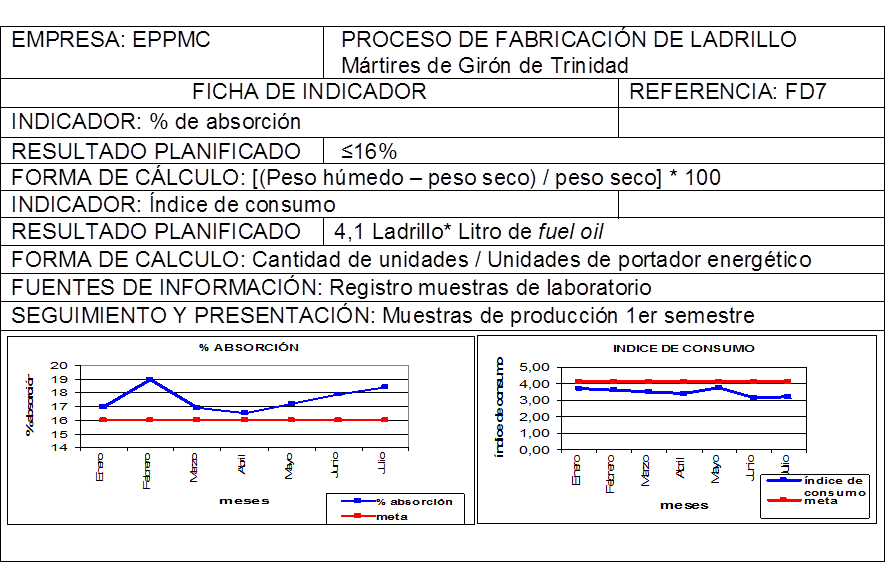 EMPRESA: EPPMC
PROCESO DE FABRICACIÓN DE LADRILLO
Mártires de Girón de Trinidad
FICHA DE INDICADOR
REFERENCIA: FD7
INDICADOR: % de absorción
RESULTADO PLANIFICADO
≤16%
FORMA DE CÁLCULO: [(Peso húmedo – peso seco) / peso seco] * 100
INDICADOR: Índice de consumo
RESULTADO PLANIFICADO
4,1 Ladrillo* Litro de fuel oil
FORMA DE CALCULO: Cantidad de unidades / Unidades de portador energético
FUENTES DE INFORMACIÓN: Registro muestras de laboratorio
SEGUIMIENTO Y PRESENTACIÓN: Muestras de producción 1er semestre
% ABSORCIÓN
20
19
18
17
16
15
14
% absorción
Enero
Febrero
Marzo
Abril
Mayo
Junio
Julio
meses
% absorción
meta
INDICE DE CONSUMO
5,00
4,00
3,00
2,00
1,00
0,00
índice de consumo
Enero
Febrero
Marzo
Abril
Mayo
Junio
Julio
meses
índice de
consumo
meta